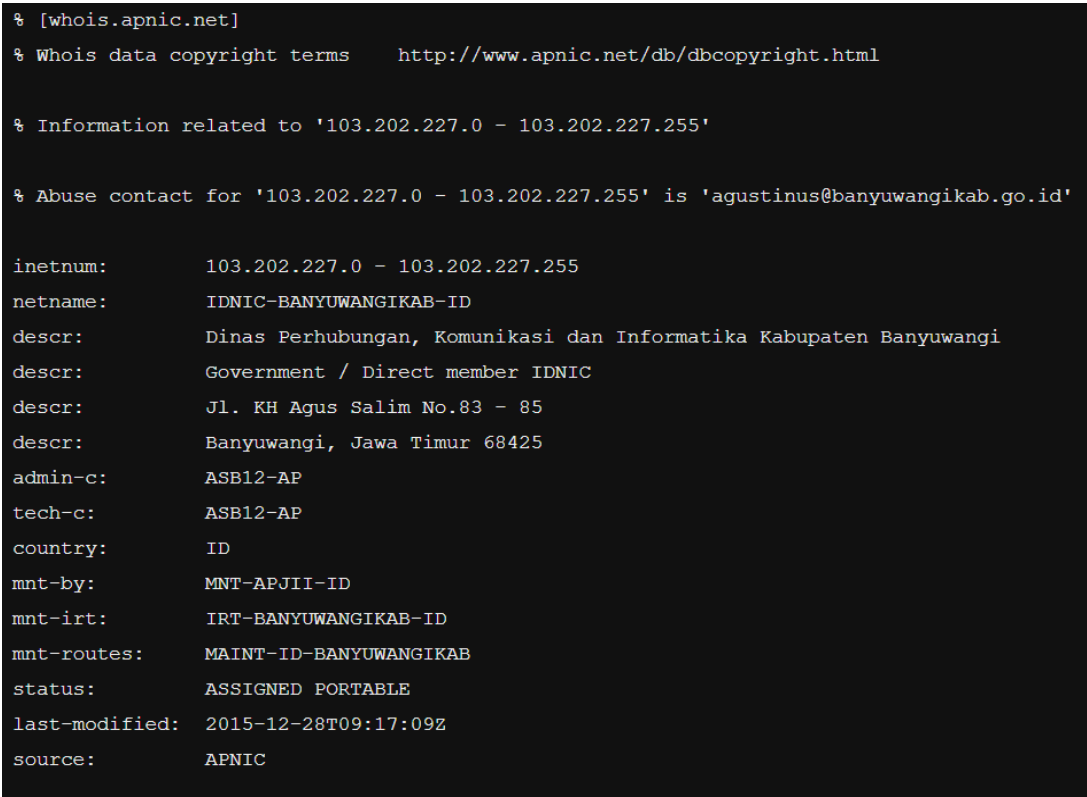 % [whois.apnic.net]
% Whois data copyright terms    http://www.apnic.net/db/dbcopyright.html
% Information related to '103.202.227.0 - 103.202.227.255'
% Abuse contact for '103.202.227.0 - 103.202.227.255' is 'agustinus@banyuwangikab.go.id'
inetnum:        103.202.227.0 - 103.202.227.255
netname:        IDNIC-BANYUWANGIKAB-ID
descr:          Dinas Perhubungan, Komunikasi dan Informatika Kabupaten Banyuwangi
descr:          Government / Direct member IDNIC
descr:          Jl. KH Agus Salim No.83 - 85
descr:          Banyuwangi, Jawa Timur 68425
admin-c:        ASB12-AP
tech-c:         ASB12-AP
country:        ID
mnt-by:         MNT-APJII-ID
mnt-irt:        IRT-BANYUWANGIKAB-ID
mnt-routes:     MAINT-ID-BANYUWANGIKAB
status:         ASSIGNED PORTABLE
last-modified:  2015-12-28T09:17:09Z
source:         APNIC